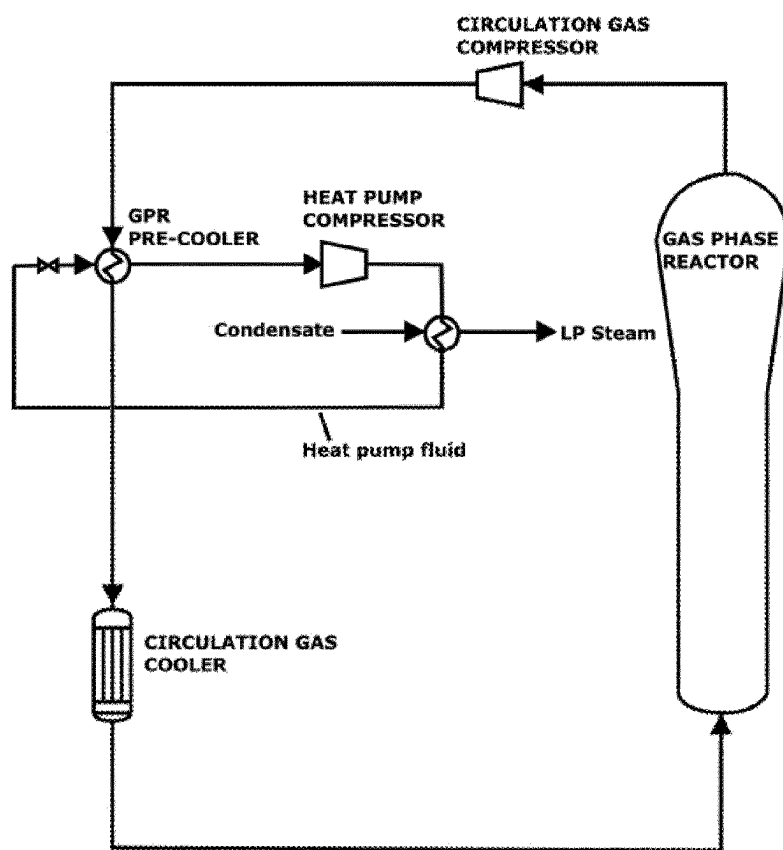 CIRCULATION GAS
COMPRESSOR
HEAT PUMP
COMPRESSOR
GPR
PRE-COOLER
GAS PHASE
REACTOR
Condensate
LP Steam
Heat pump fluid
CIRCULATION GAS
COOLER